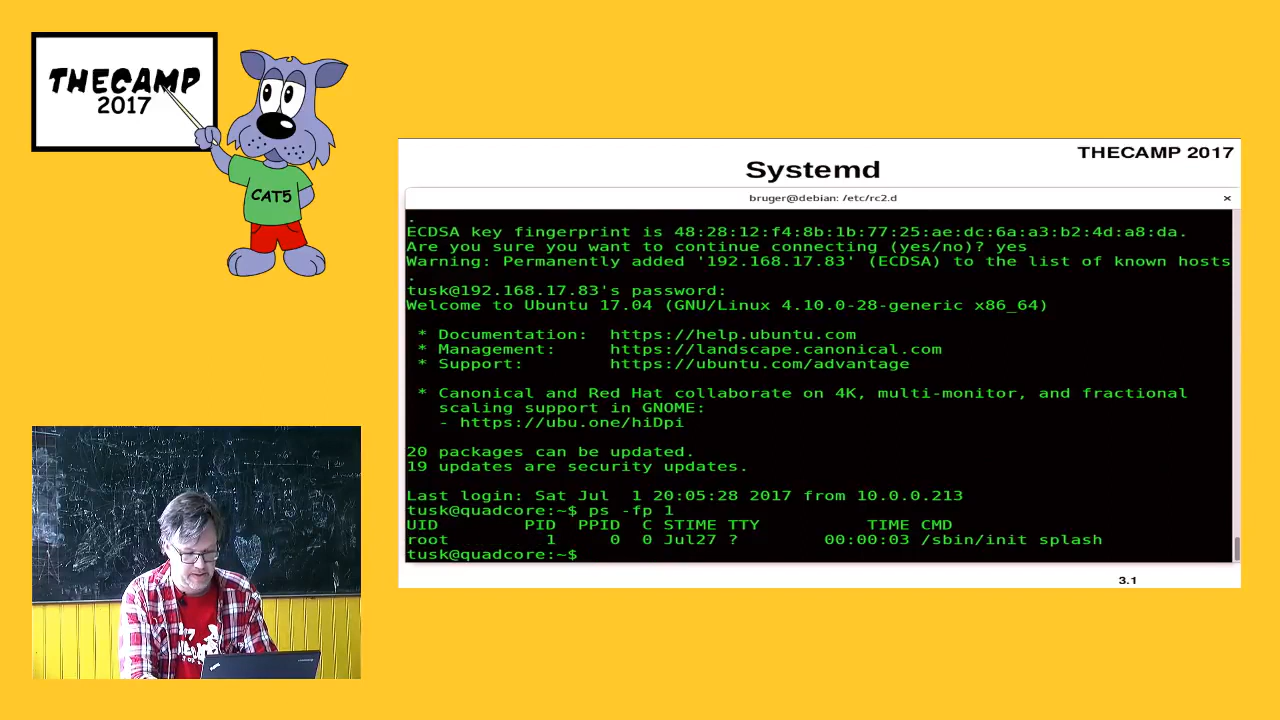 THECAMP
2017
CAT5
THECAMP 2017
Systemd
bruger@debian: /etc/rc2.d
.
ECDSA key fingerprint is 48:28:12:f4:8b:1b:77:25:ae:dc:6a:a3:b2:4d:a8:da.
Are you sure you want to continue connecting (yes/no)? yes
Warning: Permanently added '192.168.17.83' (ECDSA) to the list of known hosts
.
tusk@192.168.17.83's password:
Welcome to Ubuntu 17.04 (GNU/Linux 4.10.0-28-generic x86_64)
* Documentation:  https://help.ubuntu.com
* Management:     https://landscape.canonical.com
* Support:        https://ubuntu.com/advantage
* Canonical and Red Hat collaborate on 4K, multi-monitor, and fractional
scaling support in GNOME:
- https://ubu.one/hiDpi
20 packages can be updated.
19 updates are security updates.
Last login: Sat Jul  1 20:05:28 2017 from 10.0.0.213
tusk@quadcore:~$ ps -fp 1
UID        PID  PPID  C STIME TTY          TIME CMD
root         1     0  0 Jul27 ?        00:00:03 /sbin/init splash
tusk@quadcore:~$
3.1